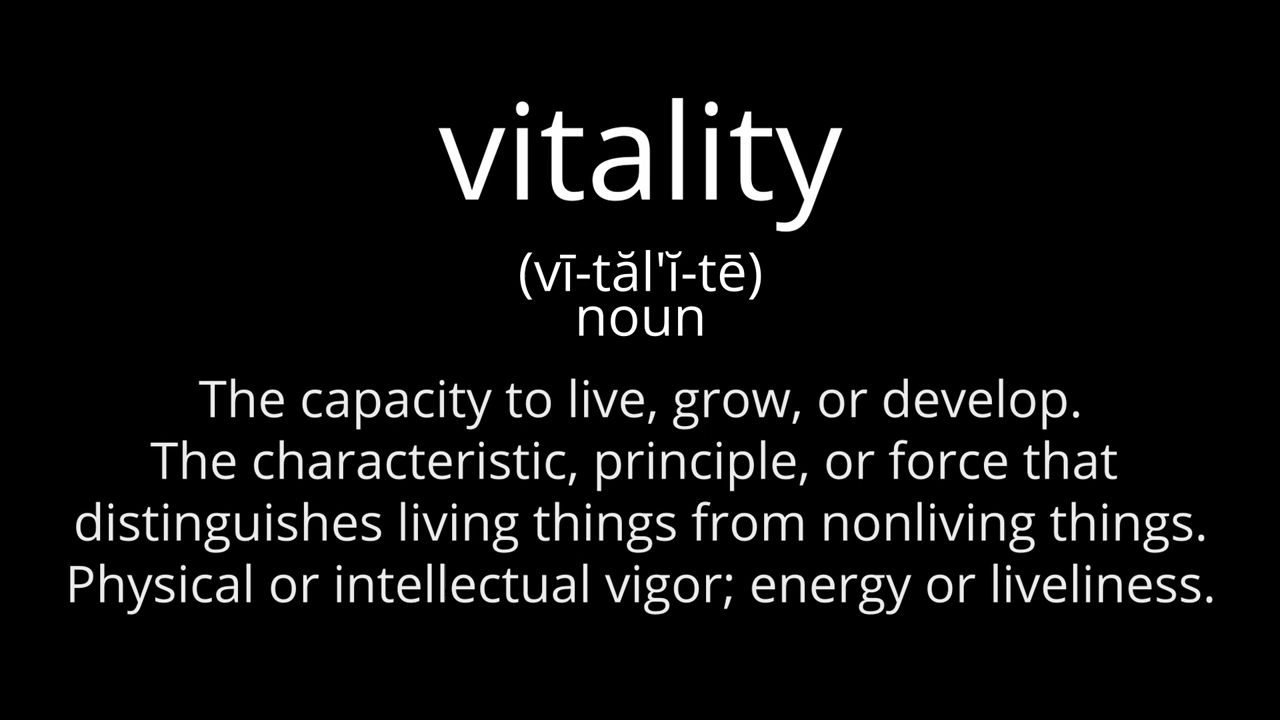 vitality
(vī-tăl'ĭ-tē)
noun
The capacity to live, grow, or develop.
The characteristic, principle, or force that
distinguishes living things from nonliving things.
Physical or intellectual vigor; energy or liveliness.